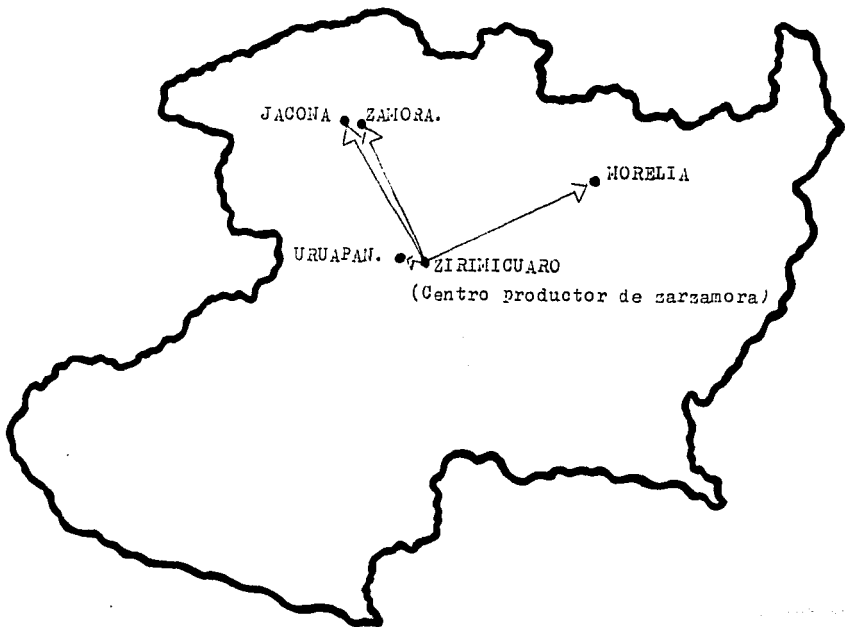 JACONA ZAMORA.
MORELIA
URUAPAN. ZIRIMICUARO
(Centro productor de zarzamora)